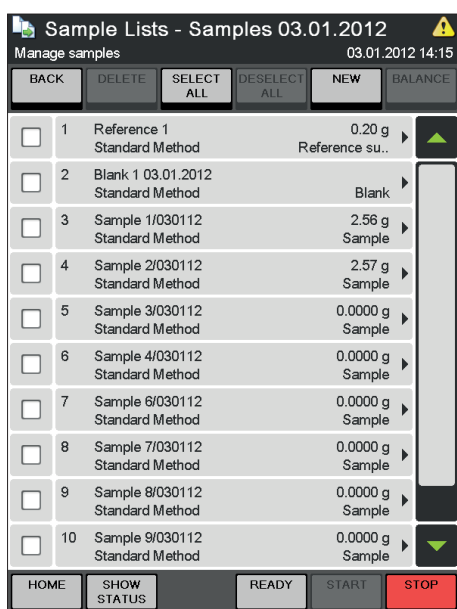 Sample Lists - Samples 03.01.2012
Manage samples 03.01.2012 14:15
BACK DELETE SELECT ALL DESELECT ALL NEW BALANCE
1 Reference 1 0.20 g
Standard Method Reference su..
2 Blank 1 03.01.2012
Standard Method Blank
3 Sample 1/030112 2.56 g
Standard Method Sample
4 Sample 2/030112 2.57 g
Standard Method Sample
5 Sample 3/030112 0.0000 g
Standard Method Sample
6 Sample 4/030112 0.0000 g
Standard Method Sample
7 Sample 6/030112 0.0000 g
Standard Method Sample
8 Sample 7/030112 0.0000 g
Standard Method Sample
9 Sample 8/030112 0.0000 g
Standard Method Sample
10 Sample 9/030112 0.0000 g
Standard Method Sample
HOME SHOW STATUS READY START STOP